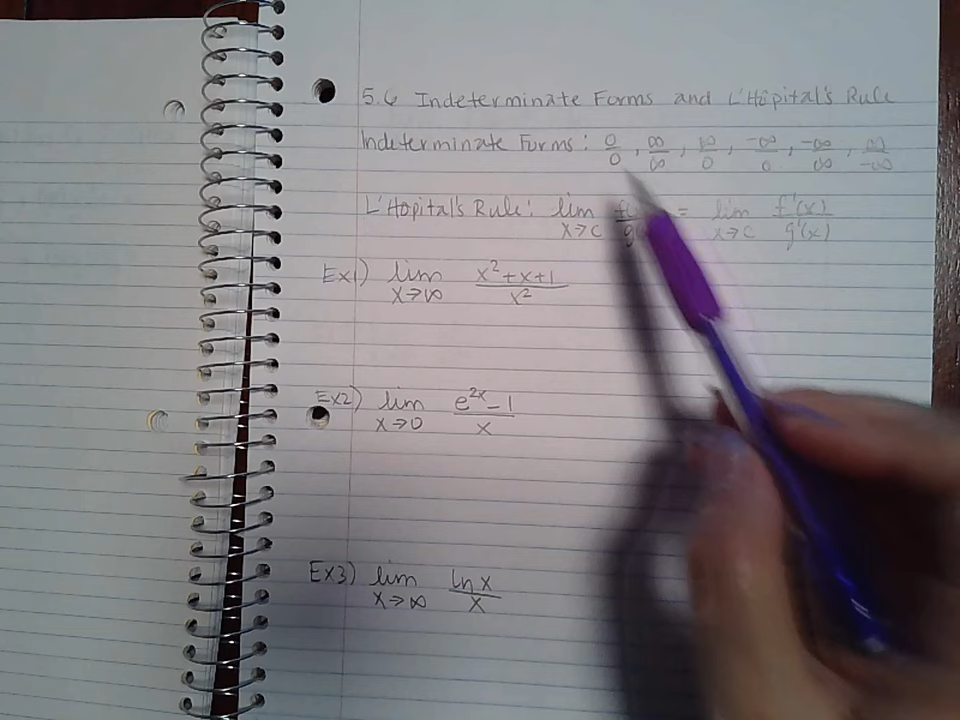 5.6 Indeterminate Forms and L'Hôpital's Rule
Indeterminate Forms: 0/0, ∞/∞, ∞/0, -∞/0, -∞/∞, ∞/-∞
L'Hôpital's Rule: lim x→c = lim x→c f'(x)/g'(x)
Ex1) lim x→∞ (x²+x+1)/x²
Ex2) lim x→0 (e²ˣ-1)/x
Ex3) lim x→∞ ln x/x